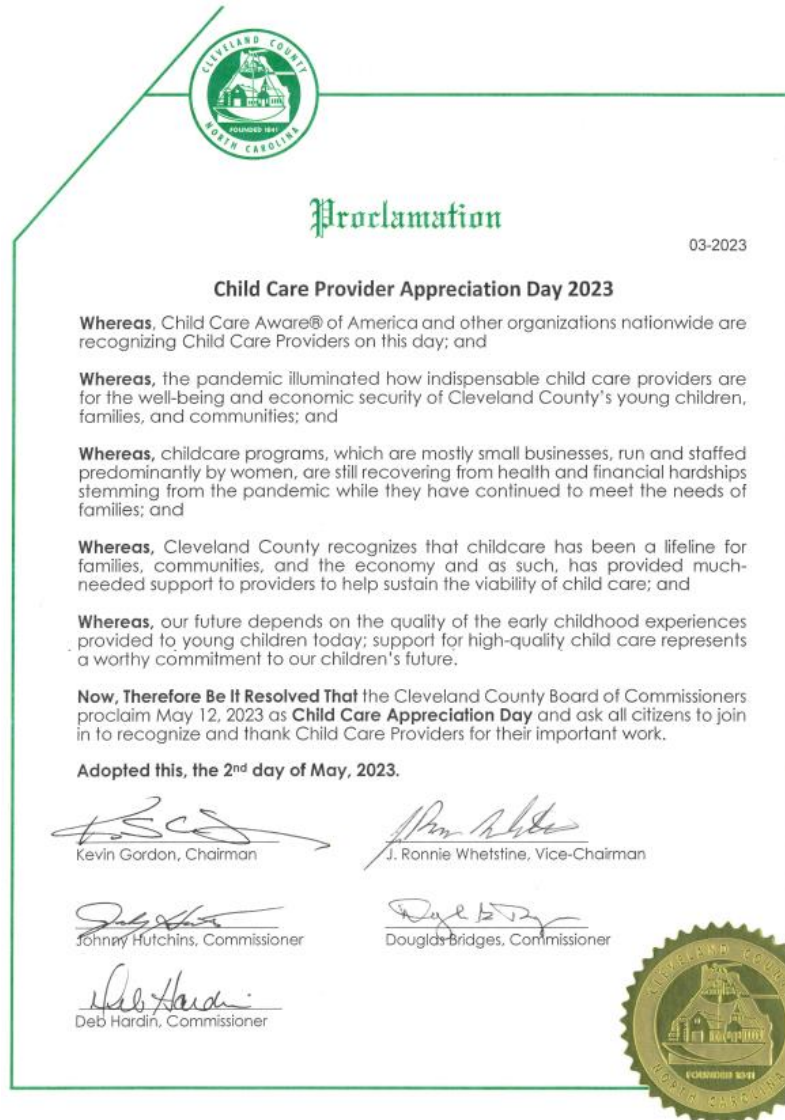 CLEVELAND COUNTY
FOUNDED 1841
NORTH CAROLINA
Proclamation
03-2023
Child Care Provider Appreciation Day 2023
Whereas, Child Care Aware® of America and other organizations nationwide are
recognizing Child Care Providers on this day; and
Whereas, the pandemic illuminated how indispensable child care providers are
for the well-being and economic security of Cleveland County's young children,
families, and communities; and
Whereas, childcare programs, which are mostly small businesses, run and staffed
predominantly by women, are still recovering from health and financial hardships
stemming from the pandemic while they have continued to meet the needs of
families; and
Whereas, Cleveland County recognizes that childcare has been a lifeline for
families, communities, and the economy and as such, has provided much-
needed support to providers to help sustain the viability of child care; and
Whereas, our future depends on the quality of the early childhood experiences
provided to young children today; support for high-quality child care represents
a worthy commitment to our children's future.
Now, Therefore Be It Resolved That the Cleveland County Board of Commissioners
proclaim May 12, 2023 as Child Care Appreciation Day and ask all citizens to join
in to recognize and thank Child Care Providers for their important work.
Adopted this, the 2nd day of May, 2023.
Kevin Gordon, Chairman
J. Ronnie Whetstine, Vice-Chairman
Johnny Hutchins, Commissioner
Douglas Bridges, Commissioner
Deb Hardin
Deb Hardin, Commissioner
CLEVELAND COUN
FOUNDED 1841
NORTH CAROLINA